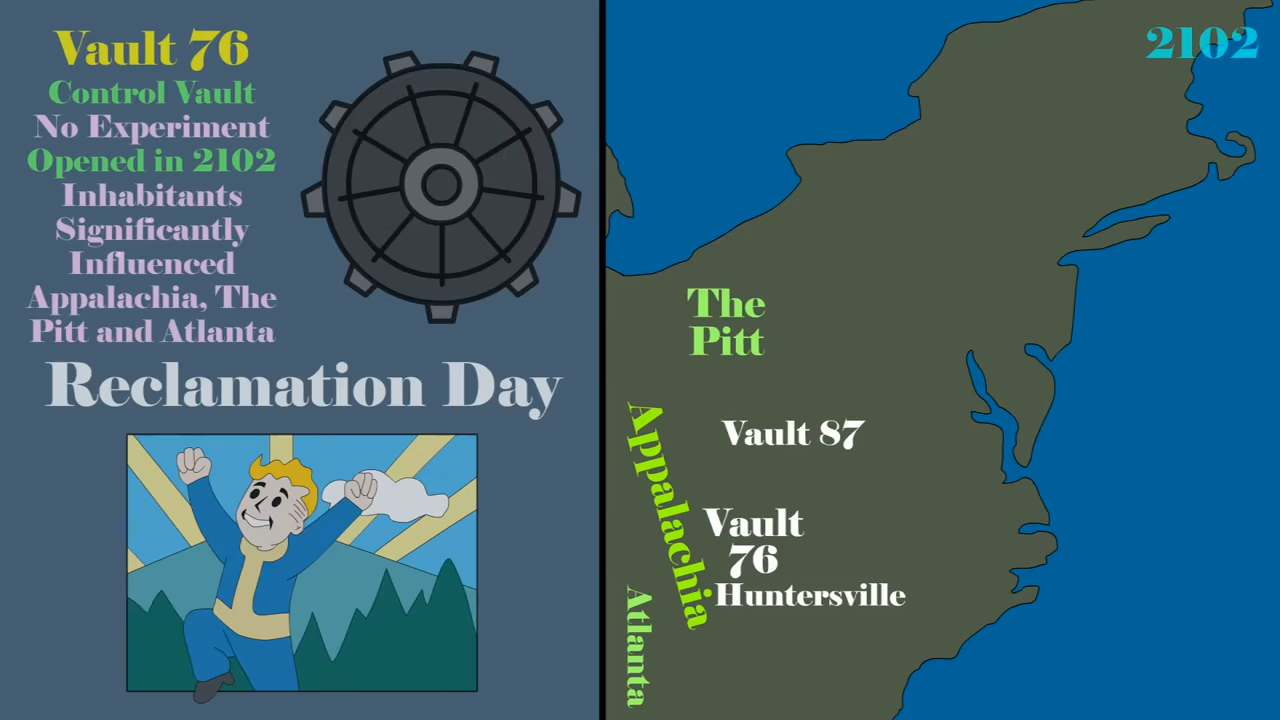 Vault 76
Control Vault
No Experiment
Opened in 2102
Inhabitants
Significantly
Influenced
Appalachia, The
Pitt and Atlanta
Reclamation Day
2102
The
Pitt
Vault 87
Appalachia
Vault
76
Huntersville
Atlanta